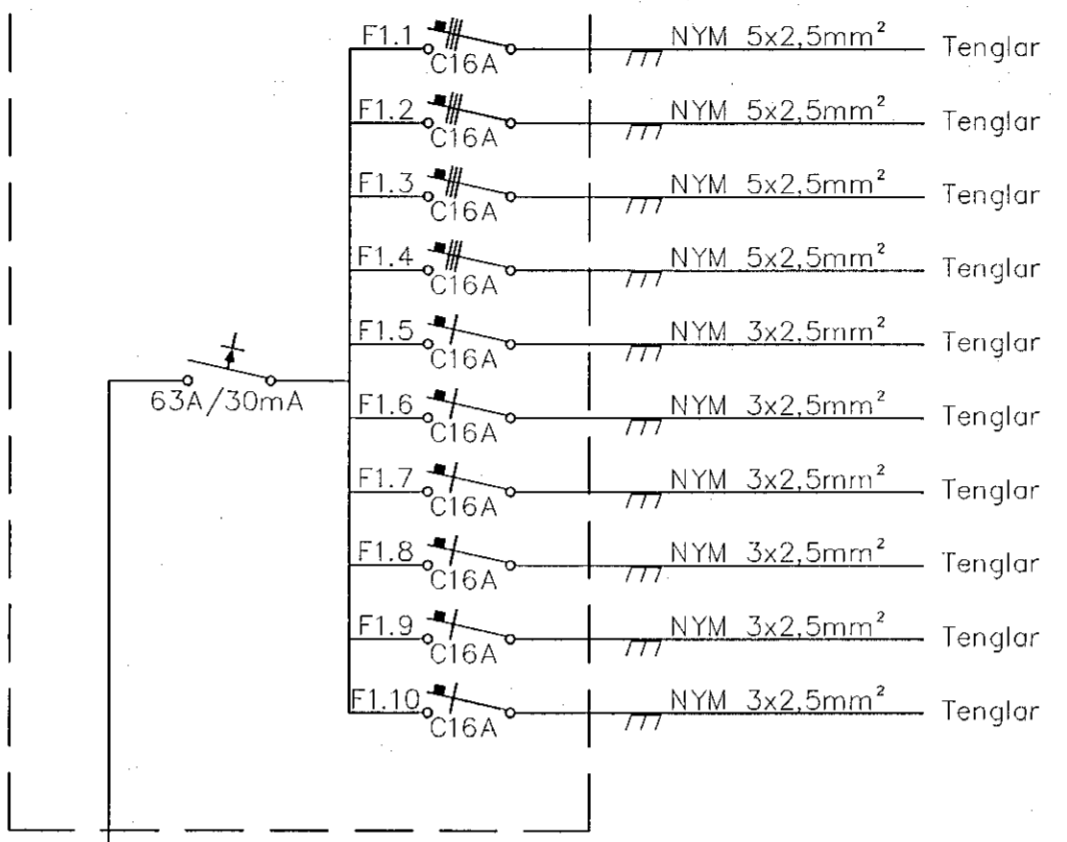 F1.1 C16A NYM 5x2,5mm² Tenglar
F1.2 C16A NYM 5x2,5mm² Tenglar
F1.3 C16A NYM 5x2,5mm² Tenglar
F1.4 C16A NYM 5x2,5mm² Tenglar
F1.5 C16A NYM 3x2,5mm² Tenglar
63A/30mA
F1.6 C16A NYM 3x2,5mm² Tenglar
F1.7 C16A NYM 3x2,5mm² Tenglar
F1.8 C16A NYM 3x2,5mm² Tenglar
F1.9 C16A NYM 3x2,5mm² Tenglar
F1.10 C16A NYM 3x2,5mm² Tenglar